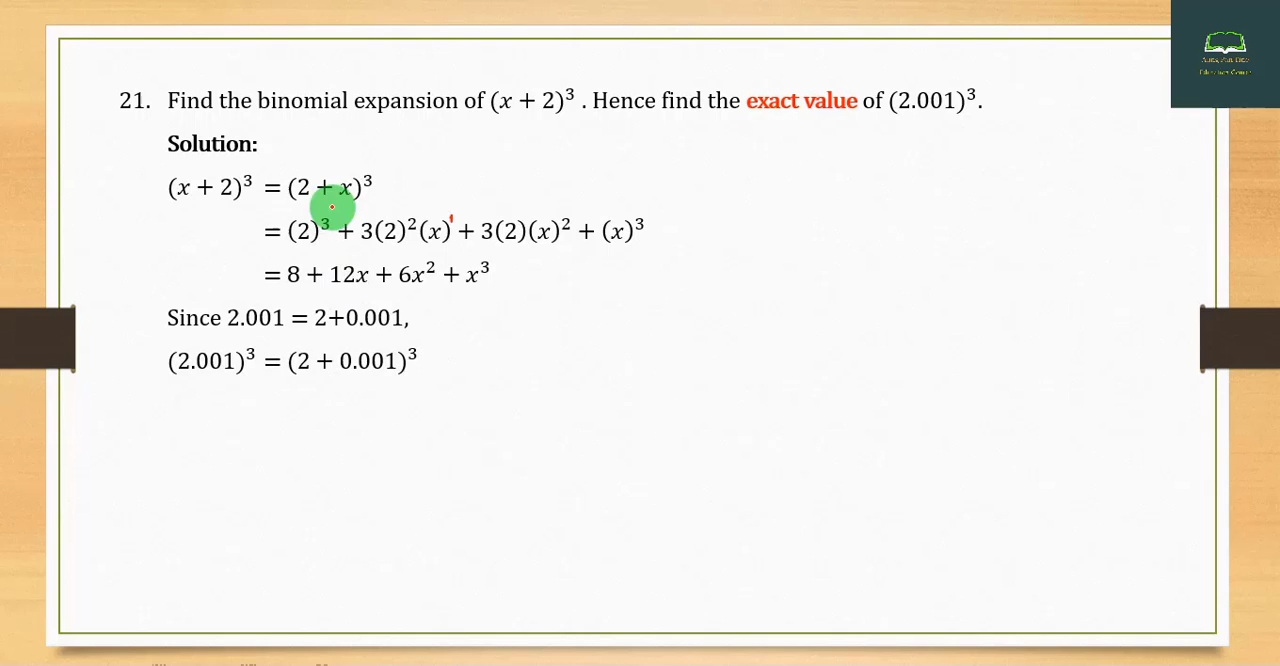 21. Find the binomial expansion of (x + 2)³ . Hence find the exact value of (2.001)³.
Solution:
(x + 2)³ = (2 + x)³
= (2)³ + 3(2)²(x)¹ + 3(2)(x)² + (x)³
= 8 + 12x + 6x² + x³
Since 2.001 = 2+0.001,
(2.001)³ = (2 + 0.001)³